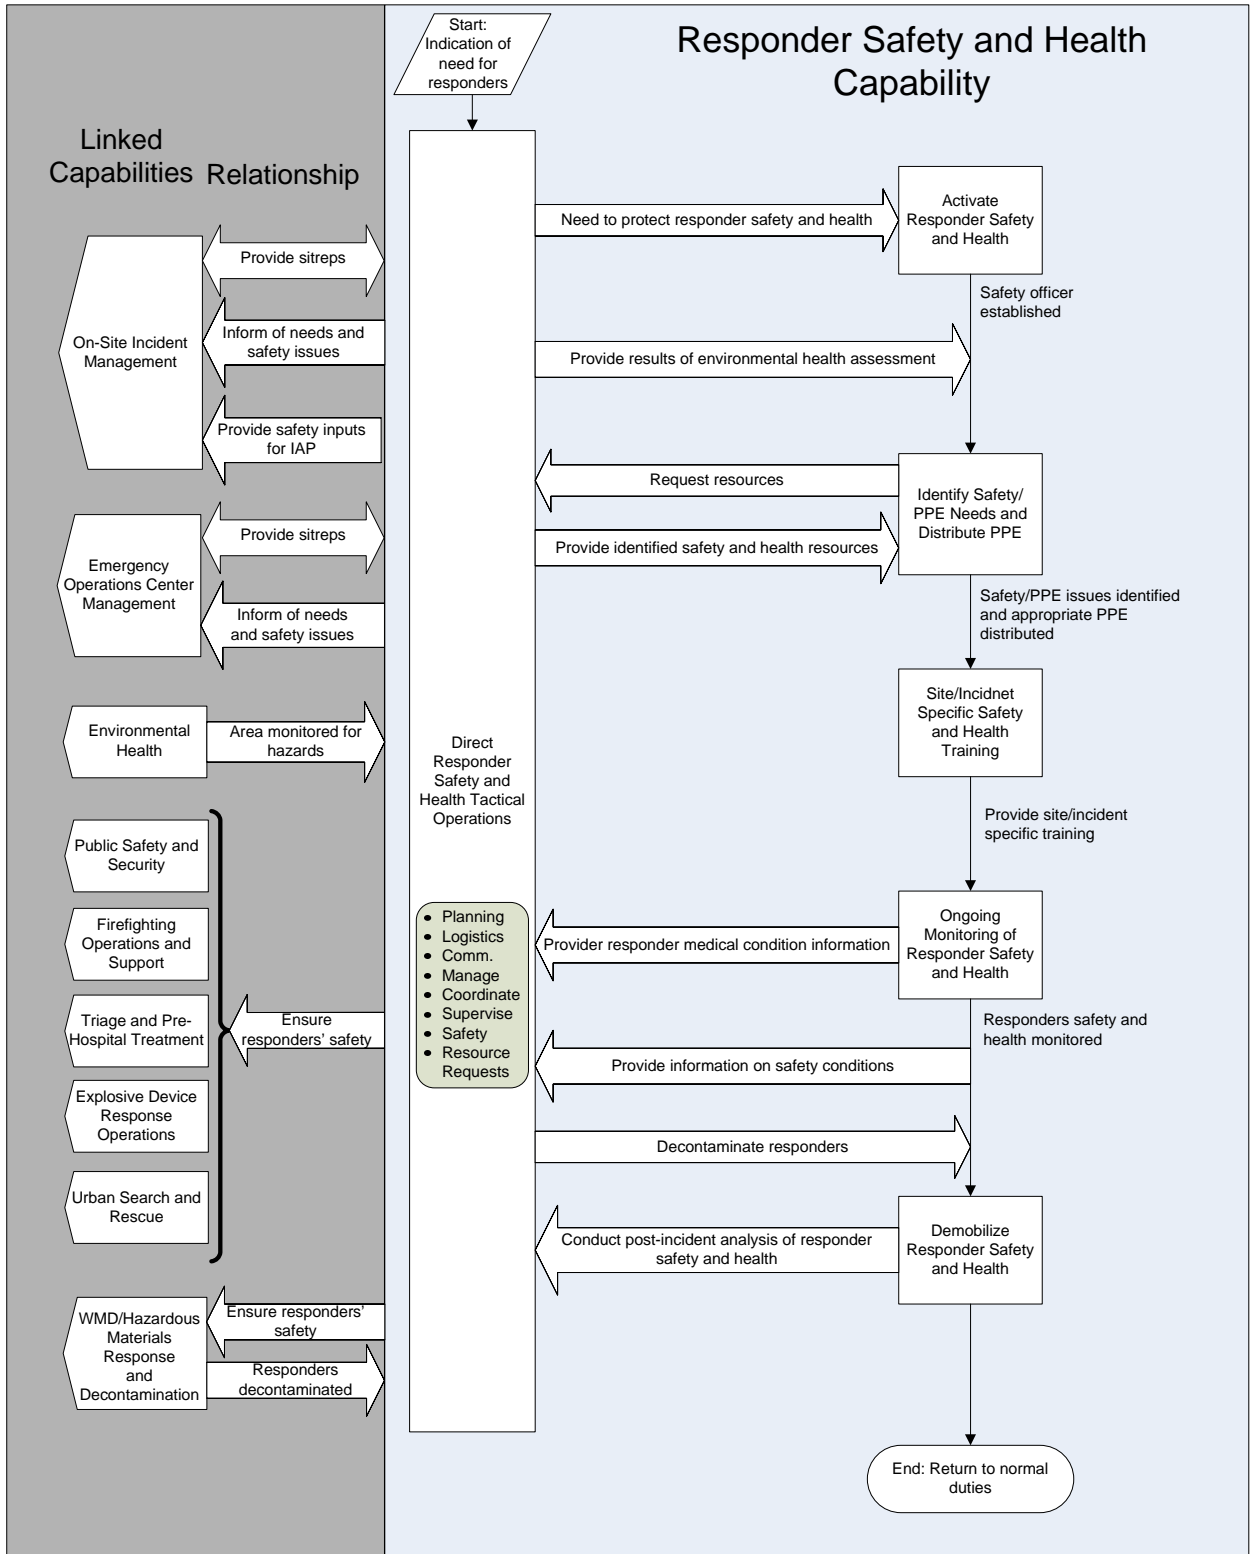 Start:
Indication of
need for
responders
Responder Safety and Health
Capability
Linked
Capabilities
Relationship
On-Site Incident
Management
Provide sitreps
Inform of needs and
safety issues
Provide safety inputs
for IAP
Emergency
Operations Center
Management
Provide sitreps
Inform of needs
and safety issues
Environmental
Health
Area monitored for
hazards
Public Safety and
Security
Firefighting
Operations and
Support
Triage and Pre-
Hospital Treatment
Explosive Device
Response
Operations
Urban Search and
Rescue
Ensure
responders’ safety
WMD/Hazardous
Materials
Response
and
Decontamination
Ensure responders’
safety
Responders
decontaminated
Direct
Responder
Safety and
Health Tactical
Operations
• Planning
• Logistics
• Comm.
• Manage
• Coordinate
• Supervise
• Safety
• Resource
Requests
Need to protect responder safety and health
Activate
Responder Safety
and Health
Safety officer
established
Provide results of environmental health assessment
Request resources
Provide identified safety and health resources
Identify Safety/
PPE Needs and
Distribute PPE
Safety/PPE issues identified
and appropriate PPE
distributed
Site/Incidnet
Specific Safety
and Health
Training
Provide site/incident
specific training
Provider responder medical condition information
Ongoing
Monitoring of
Responder Safety
and Health
Responders safety and
health monitored
Provide information on safety conditions
Decontaminate responders
Conduct post-incident analysis of responder
safety and health
Demobilize
Responder Safety
and Health
End: Return to normal
duties